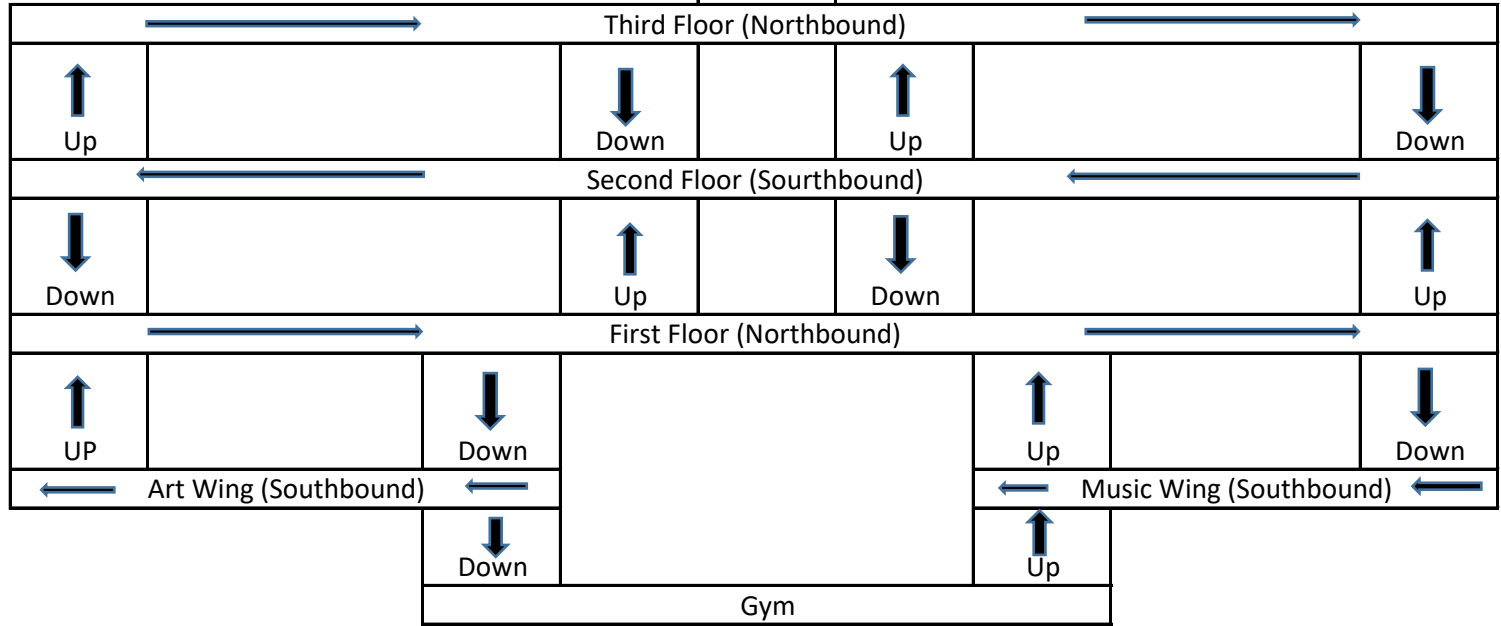 Third Floor (Northbound)
Up
Down
Up
Down
Second Floor (Sourthbound)
Down
Up
Down
Up
First Floor (Northbound)
UP
Down
Up
Down
Art Wing (Southbound)
Music Wing (Southbound)
Down
Up
Gym